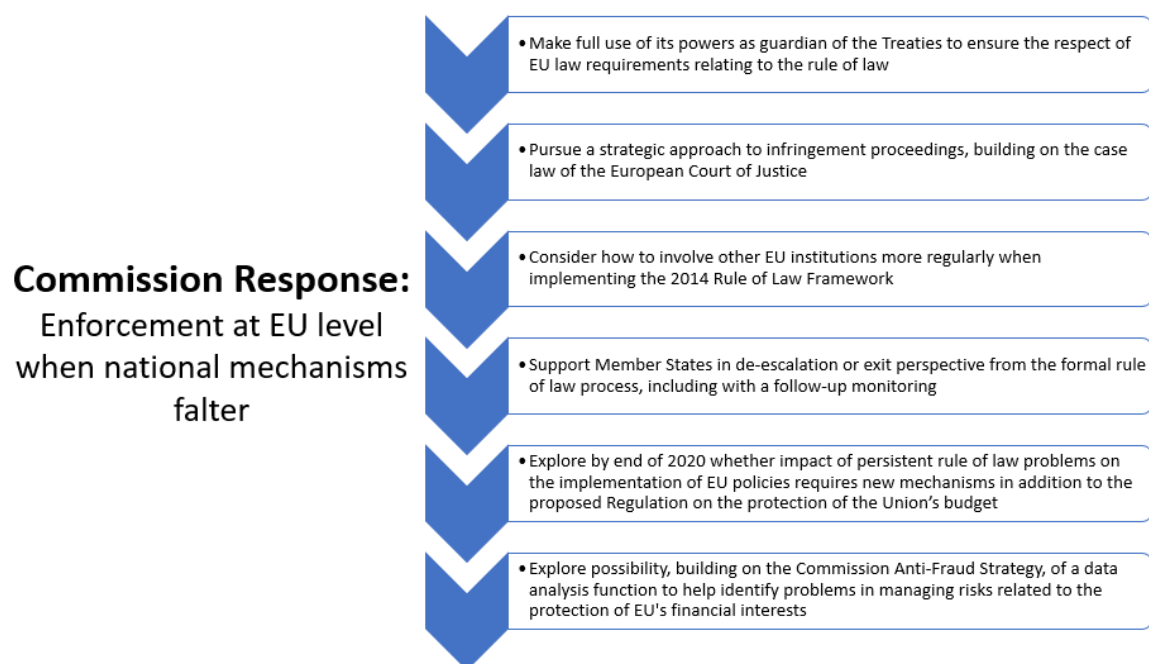 Commission Response:
Enforcement at EU level
when national mechanisms
falter
• Make full use of its powers as guardian of the Treaties to ensure the respect of
EU law requirements relating to the rule of law
• Pursue a strategic approach to infringement proceedings, building on the case
law of the European Court of Justice
• Consider how to involve other EU institutions more regularly when
implementing the 2014 Rule of Law Framework
• Support Member States in de-escalation or exit perspective from the formal rule
of law process, including with a follow-up monitoring
• Explore by end of 2020 whether impact of persistent rule of law problems on
the implementation of EU policies requires new mechanisms in addition to the
proposed Regulation on the protection of the Union’s budget
• Explore possibility, building on the Commission Anti-Fraud Strategy, of a data
analysis function to help identify problems in managing risks related to the
protection of EU's financial interests